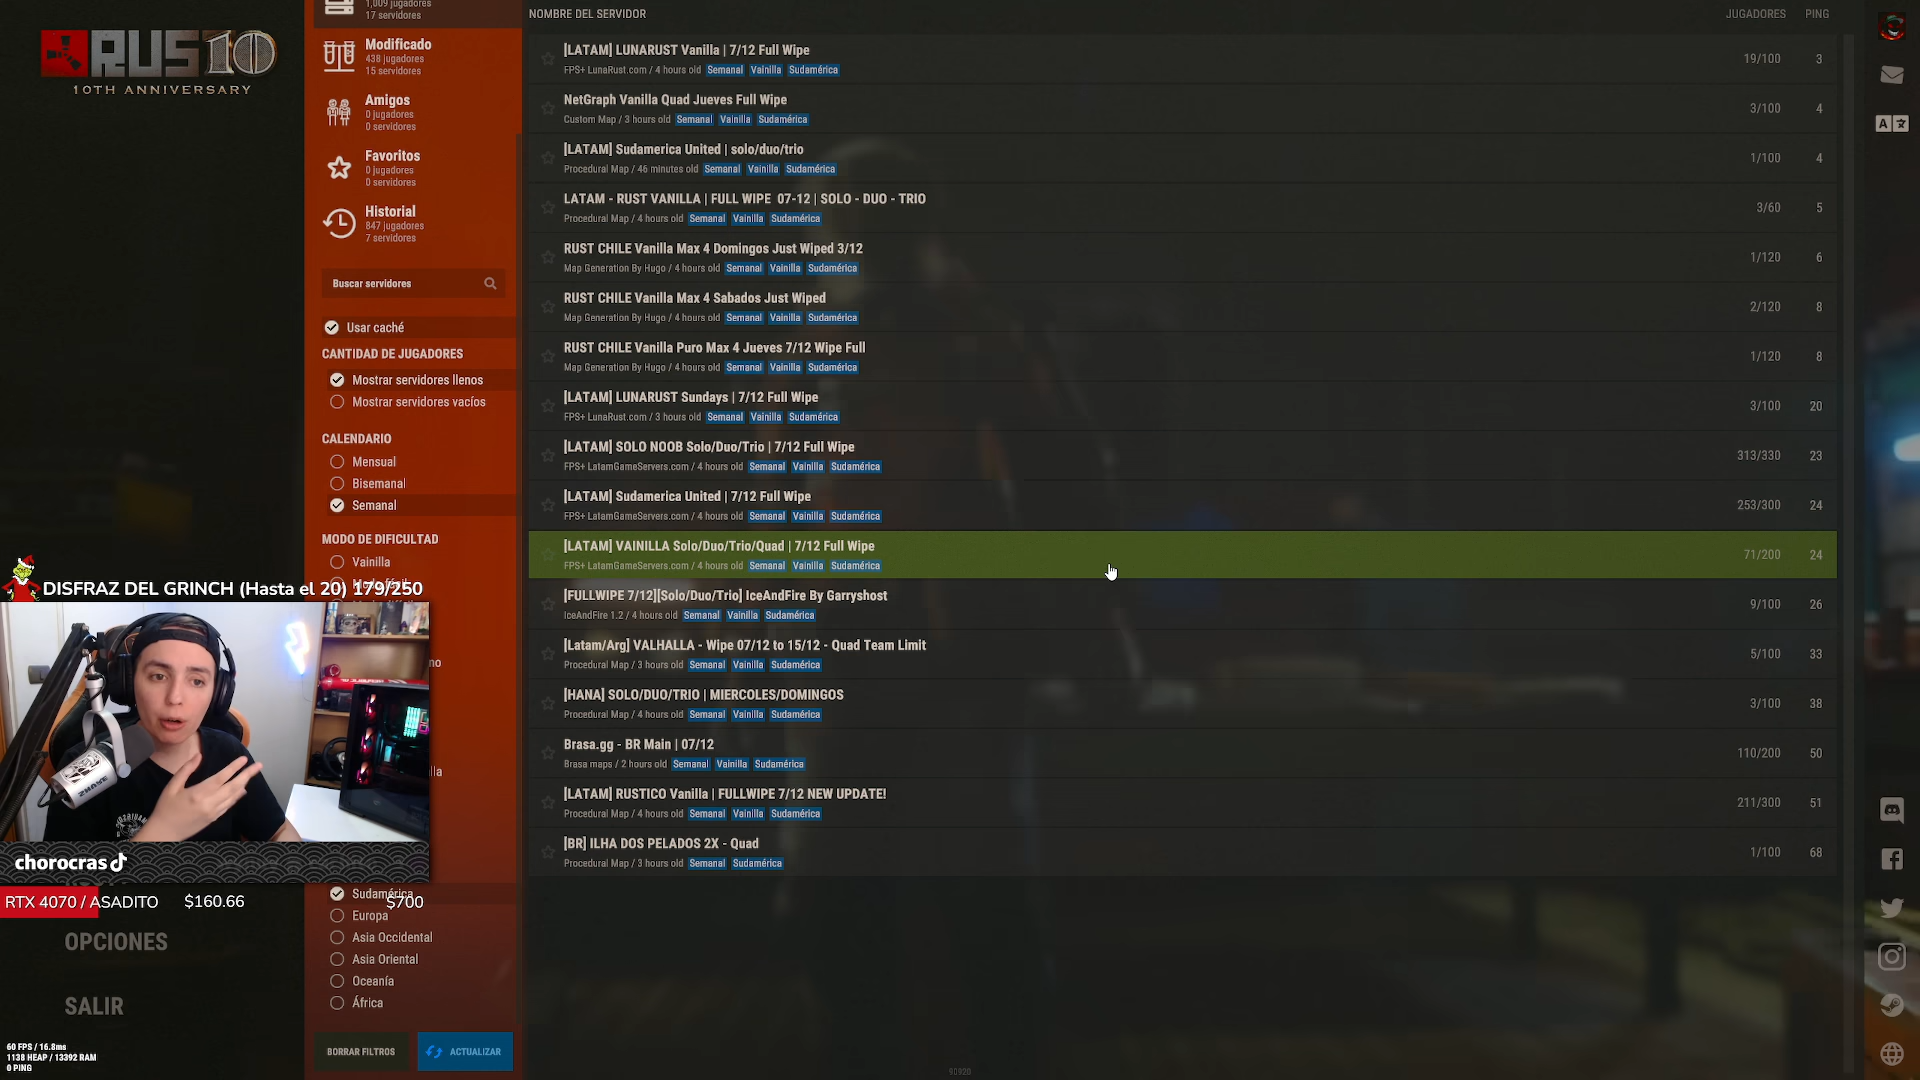 RUS10
10TH ANNIVERSARY
1,009 jugadores
17 servidores
Modificado
438 jugadores
15 servidores
Amigos
0 jugadores
0 servidores
Favoritos
0 jugadores
0 servidores
Historial
847 jugadores
7 servidores
Buscar servidores
Usar caché
CANTIDAD DE JUGADORES
Mostrar servidores llenos
Mostrar servidores vacíos
CALENDARIO
Mensual
Bisemanal
Semanal
MODO DE DIFICULTAD
Vainilla
DISFRAZ DEL GRINCH (Hasta el 20) 179/250
no
la
chorocras
RTX 4070 / ASADITO $160.66 $700
Sudamérica
Europa
Asia Occidental
Asia Oriental
Oceanía
África
BORRAR FILTROS
ACTUALIZAR
OPCIONES
SALIR
60 FPS / 16.8ms
1138 HEAP / 13392 RAM
0 PING
NOMBRE DEL SERVIDOR JUGADORES PING
[LATAM] LUNARUST Vanilla | 7/12 Full Wipe 19/100 3
FPS+ LunaRust.com / 4 hours old Semanal Vainilla Sudamérica
NetGraph Vanilla Quad Jueves Full Wipe 3/100 4
Custom Map / 3 hours old Semanal Vainilla Sudamérica
[LATAM] Sudamerica United | solo/duo/trio 1/100 4
Procedural Map / 46 minutes old Semanal Vainilla Sudamérica
LATAM - RUST VANILLA | FULL WIPE 07-12 | SOLO - DUO - TRIO 3/60 5
Procedural Map / 4 hours old Semanal Vainilla Sudamérica
RUST CHILE Vanilla Max 4 Domingos Just Wiped 3/12 1/120 6
Map Generation By Hugo / 4 hours old Semanal Vainilla Sudamérica
RUST CHILE Vanilla Max 4 Sabados Just Wiped 2/120 8
Map Generation By Hugo / 4 hours old Semanal Vainilla Sudamérica
RUST CHILE Vanilla Puro Max 4 Jueves 7/12 Wipe Full 1/120 8
Map Generation By Hugo / 4 hours old Semanal Vainilla Sudamérica
[LATAM] LUNARUST Sundays | 7/12 Full Wipe 3/100 20
FPS+ LunaRust.com / 3 hours old Semanal Vainilla Sudamérica
[LATAM] SOLO NOOB Solo/Duo/Trio | 7/12 Full Wipe 313/330 23
FPS+ LatamGameServers.com / 4 hours old Semanal Vainilla Sudamérica
[LATAM] Sudamerica United | 7/12 Full Wipe 253/300 24
FPS+ LatamGameServers.com / 4 hours old Semanal Vainilla Sudamérica
[LATAM] VAINILLA Solo/Duo/Trio/Quad | 7/12 Full Wipe 71/200 24
FPS+ LatamGameServers.com / 4 hours old Semanal Vainilla Sudamérica
[FULLWIPE 7/12][Solo/Duo/Trio] IceAndFire By Garryshost 9/100 26
IceAndFire 1.2 / 4 hours old Semanal Vainilla Sudamérica
[Latam/Arg] VALHALLA - Wipe 07/12 to 15/12 - Quad Team Limit 5/100 33
Procedural Map / 3 hours old Semanal Vainilla Sudamérica
[HANA] SOLO/DUO/TRIO | MIERCOLES/DOMINGOS 3/100 38
Procedural Map / 4 hours old Semanal Vainilla Sudamérica
Brasa.gg - BR Main | 07/12 110/200 50
Brasa maps / 2 hours old Semanal Vainilla Sudamérica
[LATAM] RUSTICO Vanilla | FULLWIPE 7/12 NEW UPDATE! 211/300 51
Procedural Map / 4 hours old Semanal Vainilla Sudamérica
[BR] ILHA DOS PELADOS 2X - Quad 1/100 68
Procedural Map / 3 hours old Semanal Sudamérica